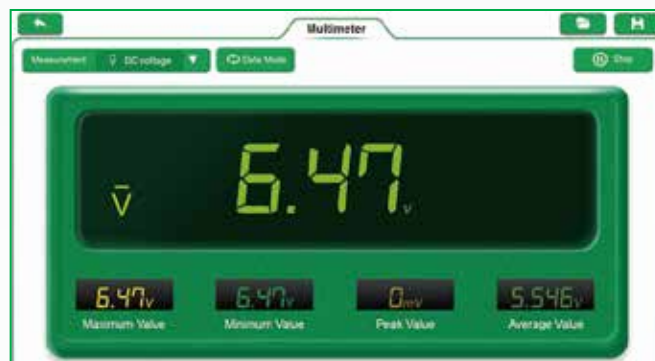 Multimeter
Measurement DC voltage Data Mode Stop
V 6.47 v
6.47v 6.47v 0mv 5.546v
Maximum Value Minimum Value Peak Value Average Value